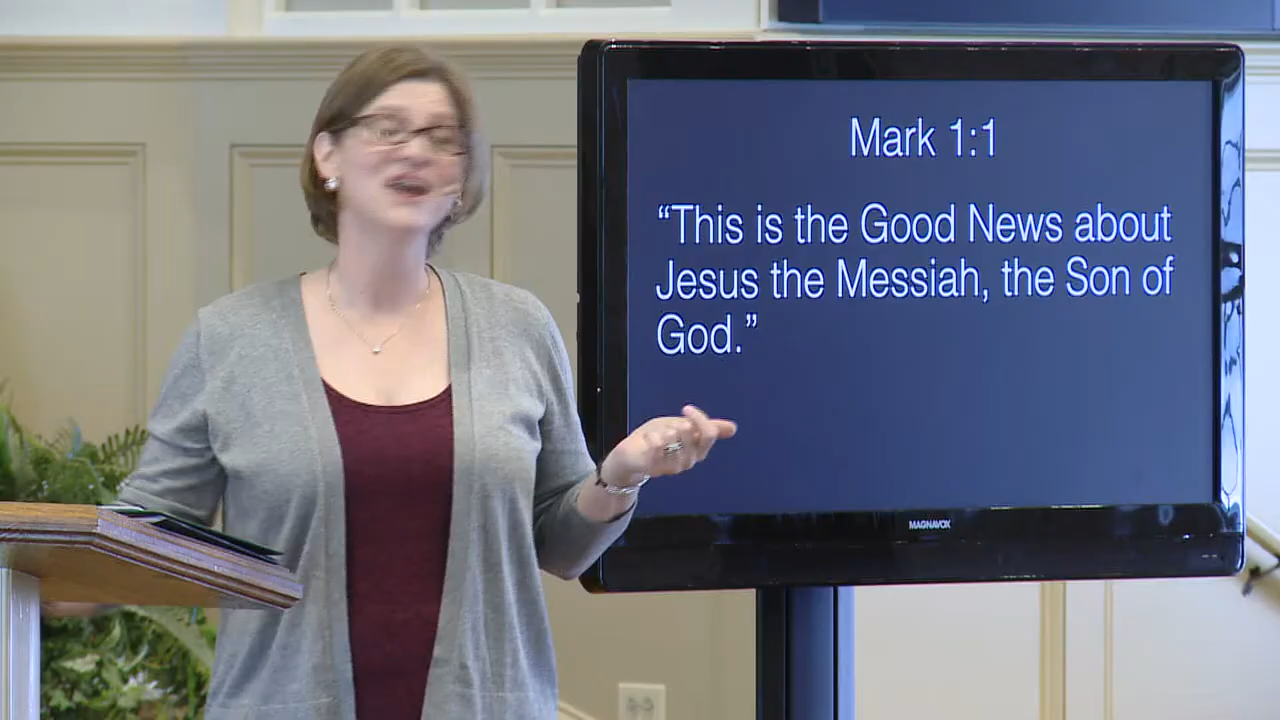 Mark 1:1
“This is the Good News about
Jesus the Messiah, the Son of
God.”
MAGNAVOX